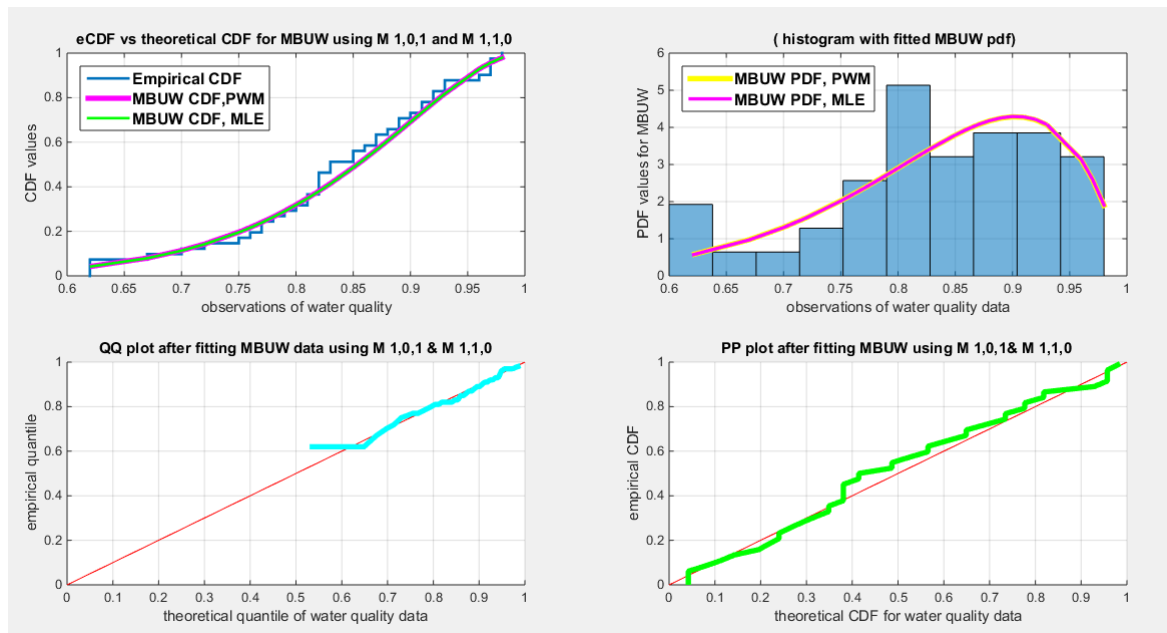 eCDF vs theoretical CDF for MBUW using M 1,0,1 and M 1,1,0
1
0.8
0.6
0.4
0.2
0
CDF values
Empirical CDF
MBUW CDF,PWM
MBUW CDF, MLE
0.6 0.65 0.7 0.75 0.8 0.85 0.9 0.95 1
observations of water quality
( histogram with fitted MBUW pdf)
6
5
4
3
2
1
0
PDF values for MBUW
MBUW PDF, PWM
MBUW PDF, MLE
0.6 0.65 0.7 0.75 0.8 0.85 0.9 0.95 1
observations of water quality data
QQ plot after fitting MBUW data using M 1,0,1 & M 1,1,0
1
0.8
0.6
0.4
0.2
0
empirical quantile
0 0.1 0.2 0.3 0.4 0.5 0.6 0.7 0.8 0.9 1
theoretical quantile of water quality data
PP plot after fitting MBUW using M 1,0,1& M 1,1,0
1
0.8
0.6
0.4
0.2
0
empirical CDF
0 0.1 0.2 0.3 0.4 0.5 0.6 0.7 0.8 0.9 1
theoretical CDF for water quality data